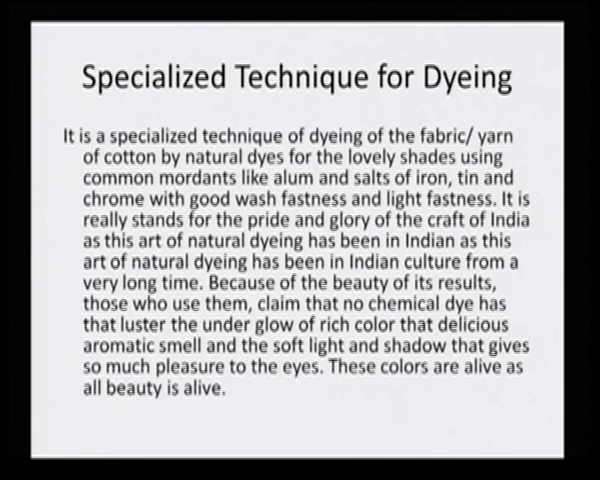 Specialized Technique for Dyeing
It is a specialized technique of dyeing of the fabric/ yarn
of cotton by natural dyes for the lovely shades using
common mordants like alum and salts of iron, tin and
chrome with good wash fastness and light fastness. It is
really stands for the pride and glory of the craft of India
as this art of natural dyeing has been in Indian as this
art of natural dyeing has been in Indian culture from a
very long time. Because of the beauty of its results,
those who use them, claim that no chemical dye has
that luster the under glow of rich color that delicious
aromatic smell and the soft light and shadow that gives
so much pleasure to the eyes. These colors are alive as
all beauty is alive.